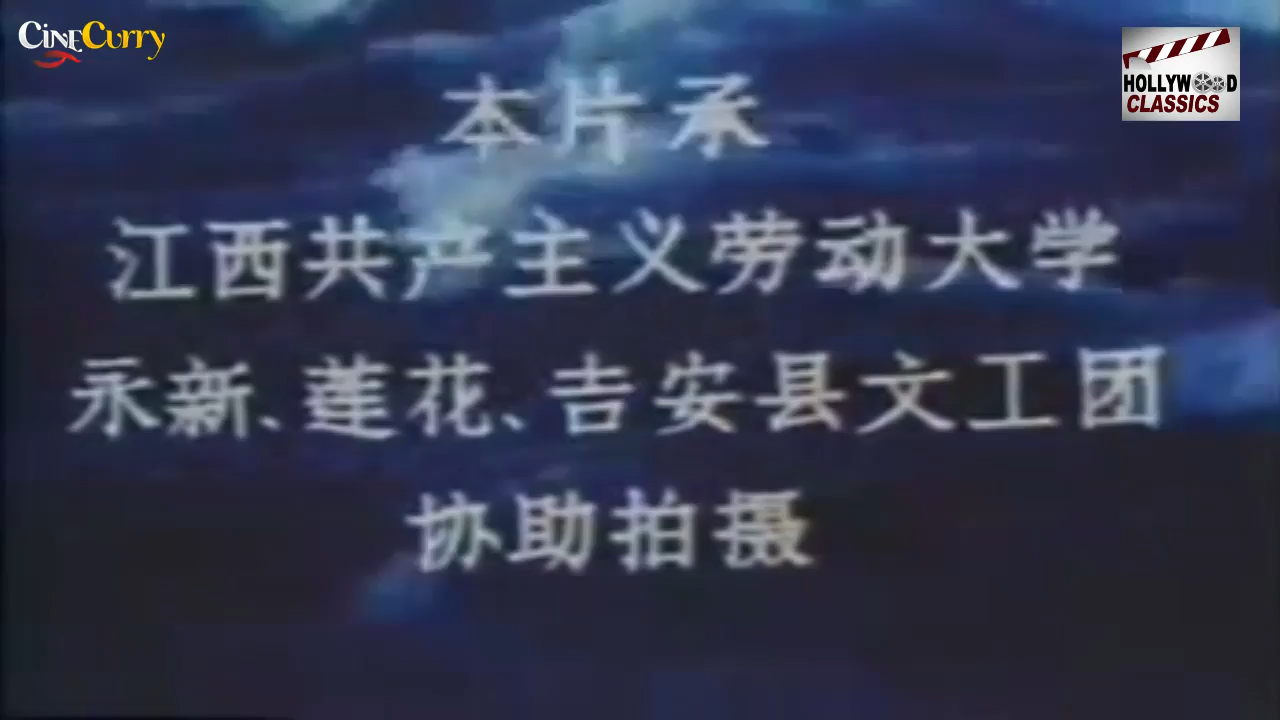 CINECURRY
HOLLYWOOD
CLASSICS
本片承
江西共产主义劳动大学
永新、莲花、吉安县文工团
协助拍摄